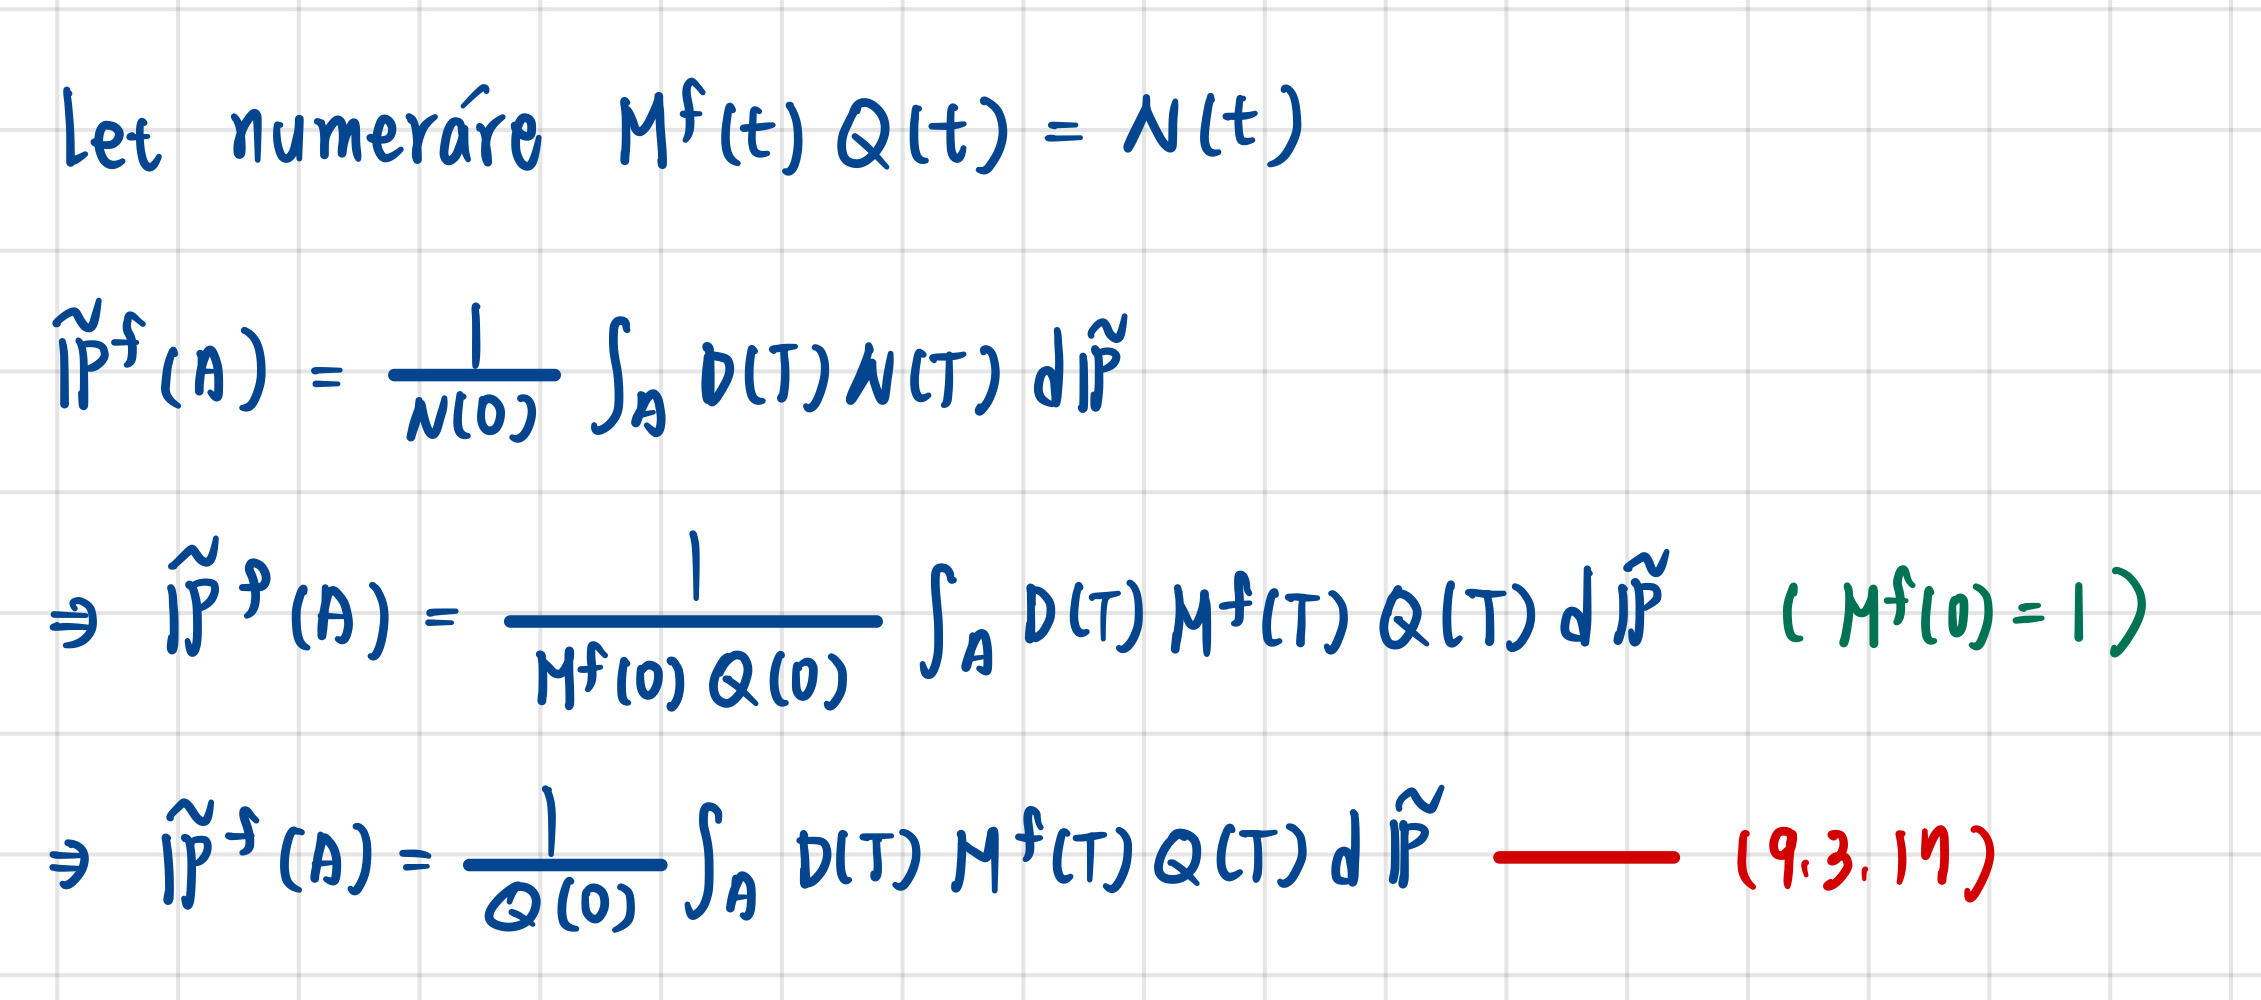 Let numeráre M^f(t) Q(t) = N(t)
P̃^f(A) = 1/N(0) ∫_A D(T) N(T) dP̃
⇒ P̃^f(A) = 1/(M^f(0) Q(0)) ∫_A D(T) M^f(T) Q(T) dP̃ ( M^f(0) = 1 )
⇒ P̃^f(A) = 1/Q(0) ∫_A D(T) M^f(T) Q(T) dP̃ —— (9.3.17)